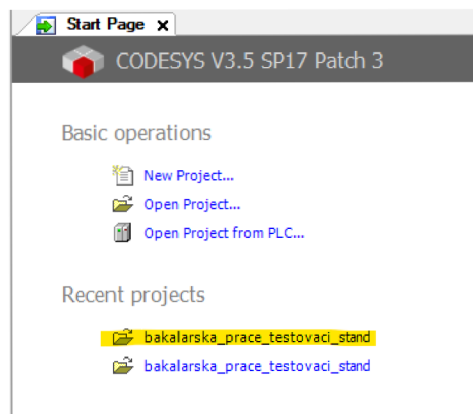 Start Page
CODESYS V3.5 SP17 Patch 3
Basic operations
New Project...
Open Project...
Open Project from PLC...
Recent projects
bakalarska_prace_testovaci_stand
bakalarska_prace_testovaci_stand